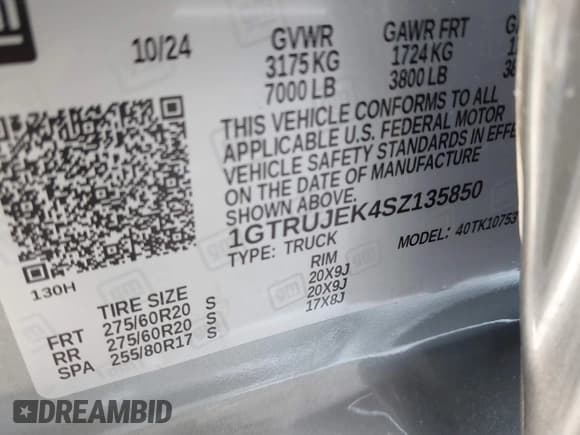 gm
10/24
GVWR
3175 KG
7000 LB
GAWR FRT
1724 KG
3800 LB
THIS VEHICLE CONFORMS TO ALL
APPLICABLE U.S. FEDERAL MOTOR
VEHICLE SAFETY STANDARDS IN EFFE
ON THE DATE OF MANUFACTURE
SHOWN ABOVE.
1GTRUJEK4SZ135850
TYPE: TRUCK
MODEL: 40TK10753
130H
TIRE SIZE
RIM
FRT 275/60R20 S 20X9J
RR 275/60R20 S 20X9J
SPA 255/80R17 S 17X8J
DREAMBID